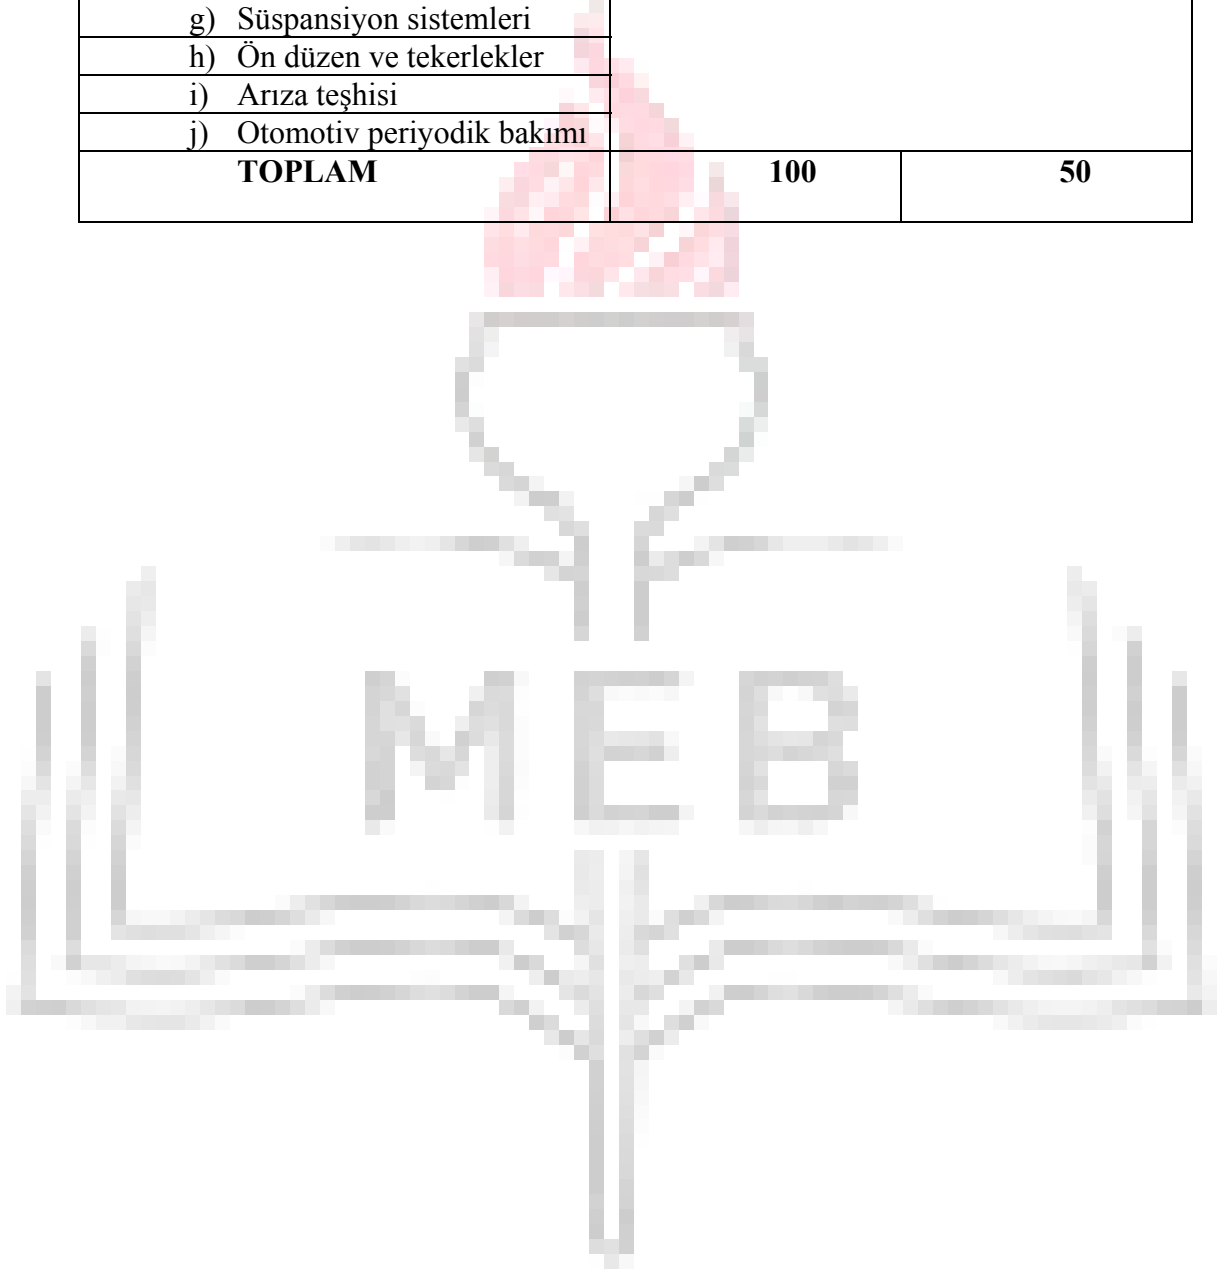 g) Süspansiyon sistemleri
h) Ön düzen ve tekerlekler
i) Arıza teşhisi
j) Otomotiv periyodik bakımı
TOPLAM 100 50
MEB